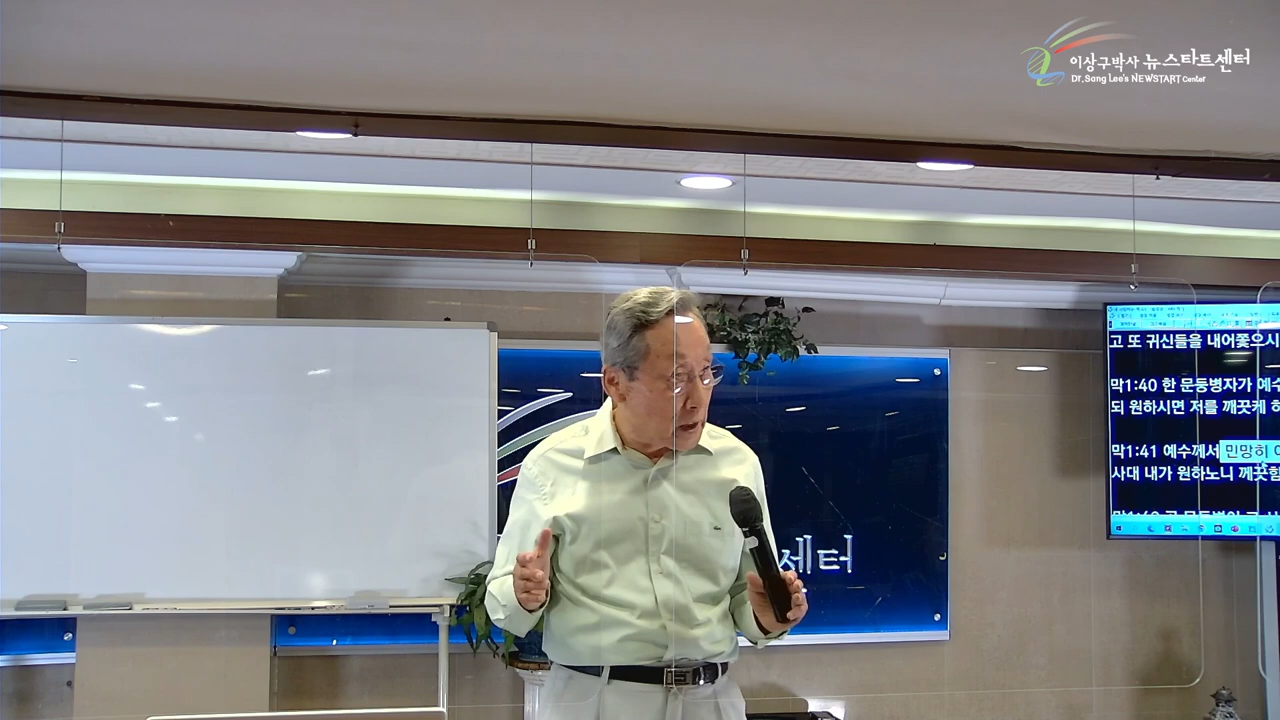 이상구박사 뉴스타트센터
Dr. Sang Lee's NEWSTART Center
고 또 귀신들을 내어쫓으시
막1:40 한 문둥병자가 예수
되 원하시면 저를 깨끗케 하
막1:41 예수께서 민망히 여
사대 내가 원하노니 깨끗함
세터